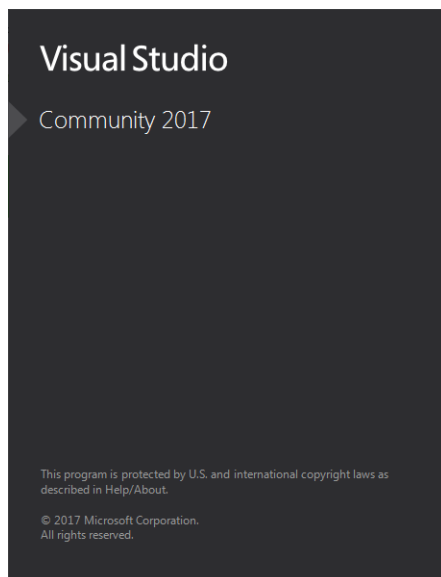 Visual Studio
Community 2017
This program is protected by U.S. and international copyright laws as
described in Help/About.
© 2017 Microsoft Corporation.
All rights reserved.